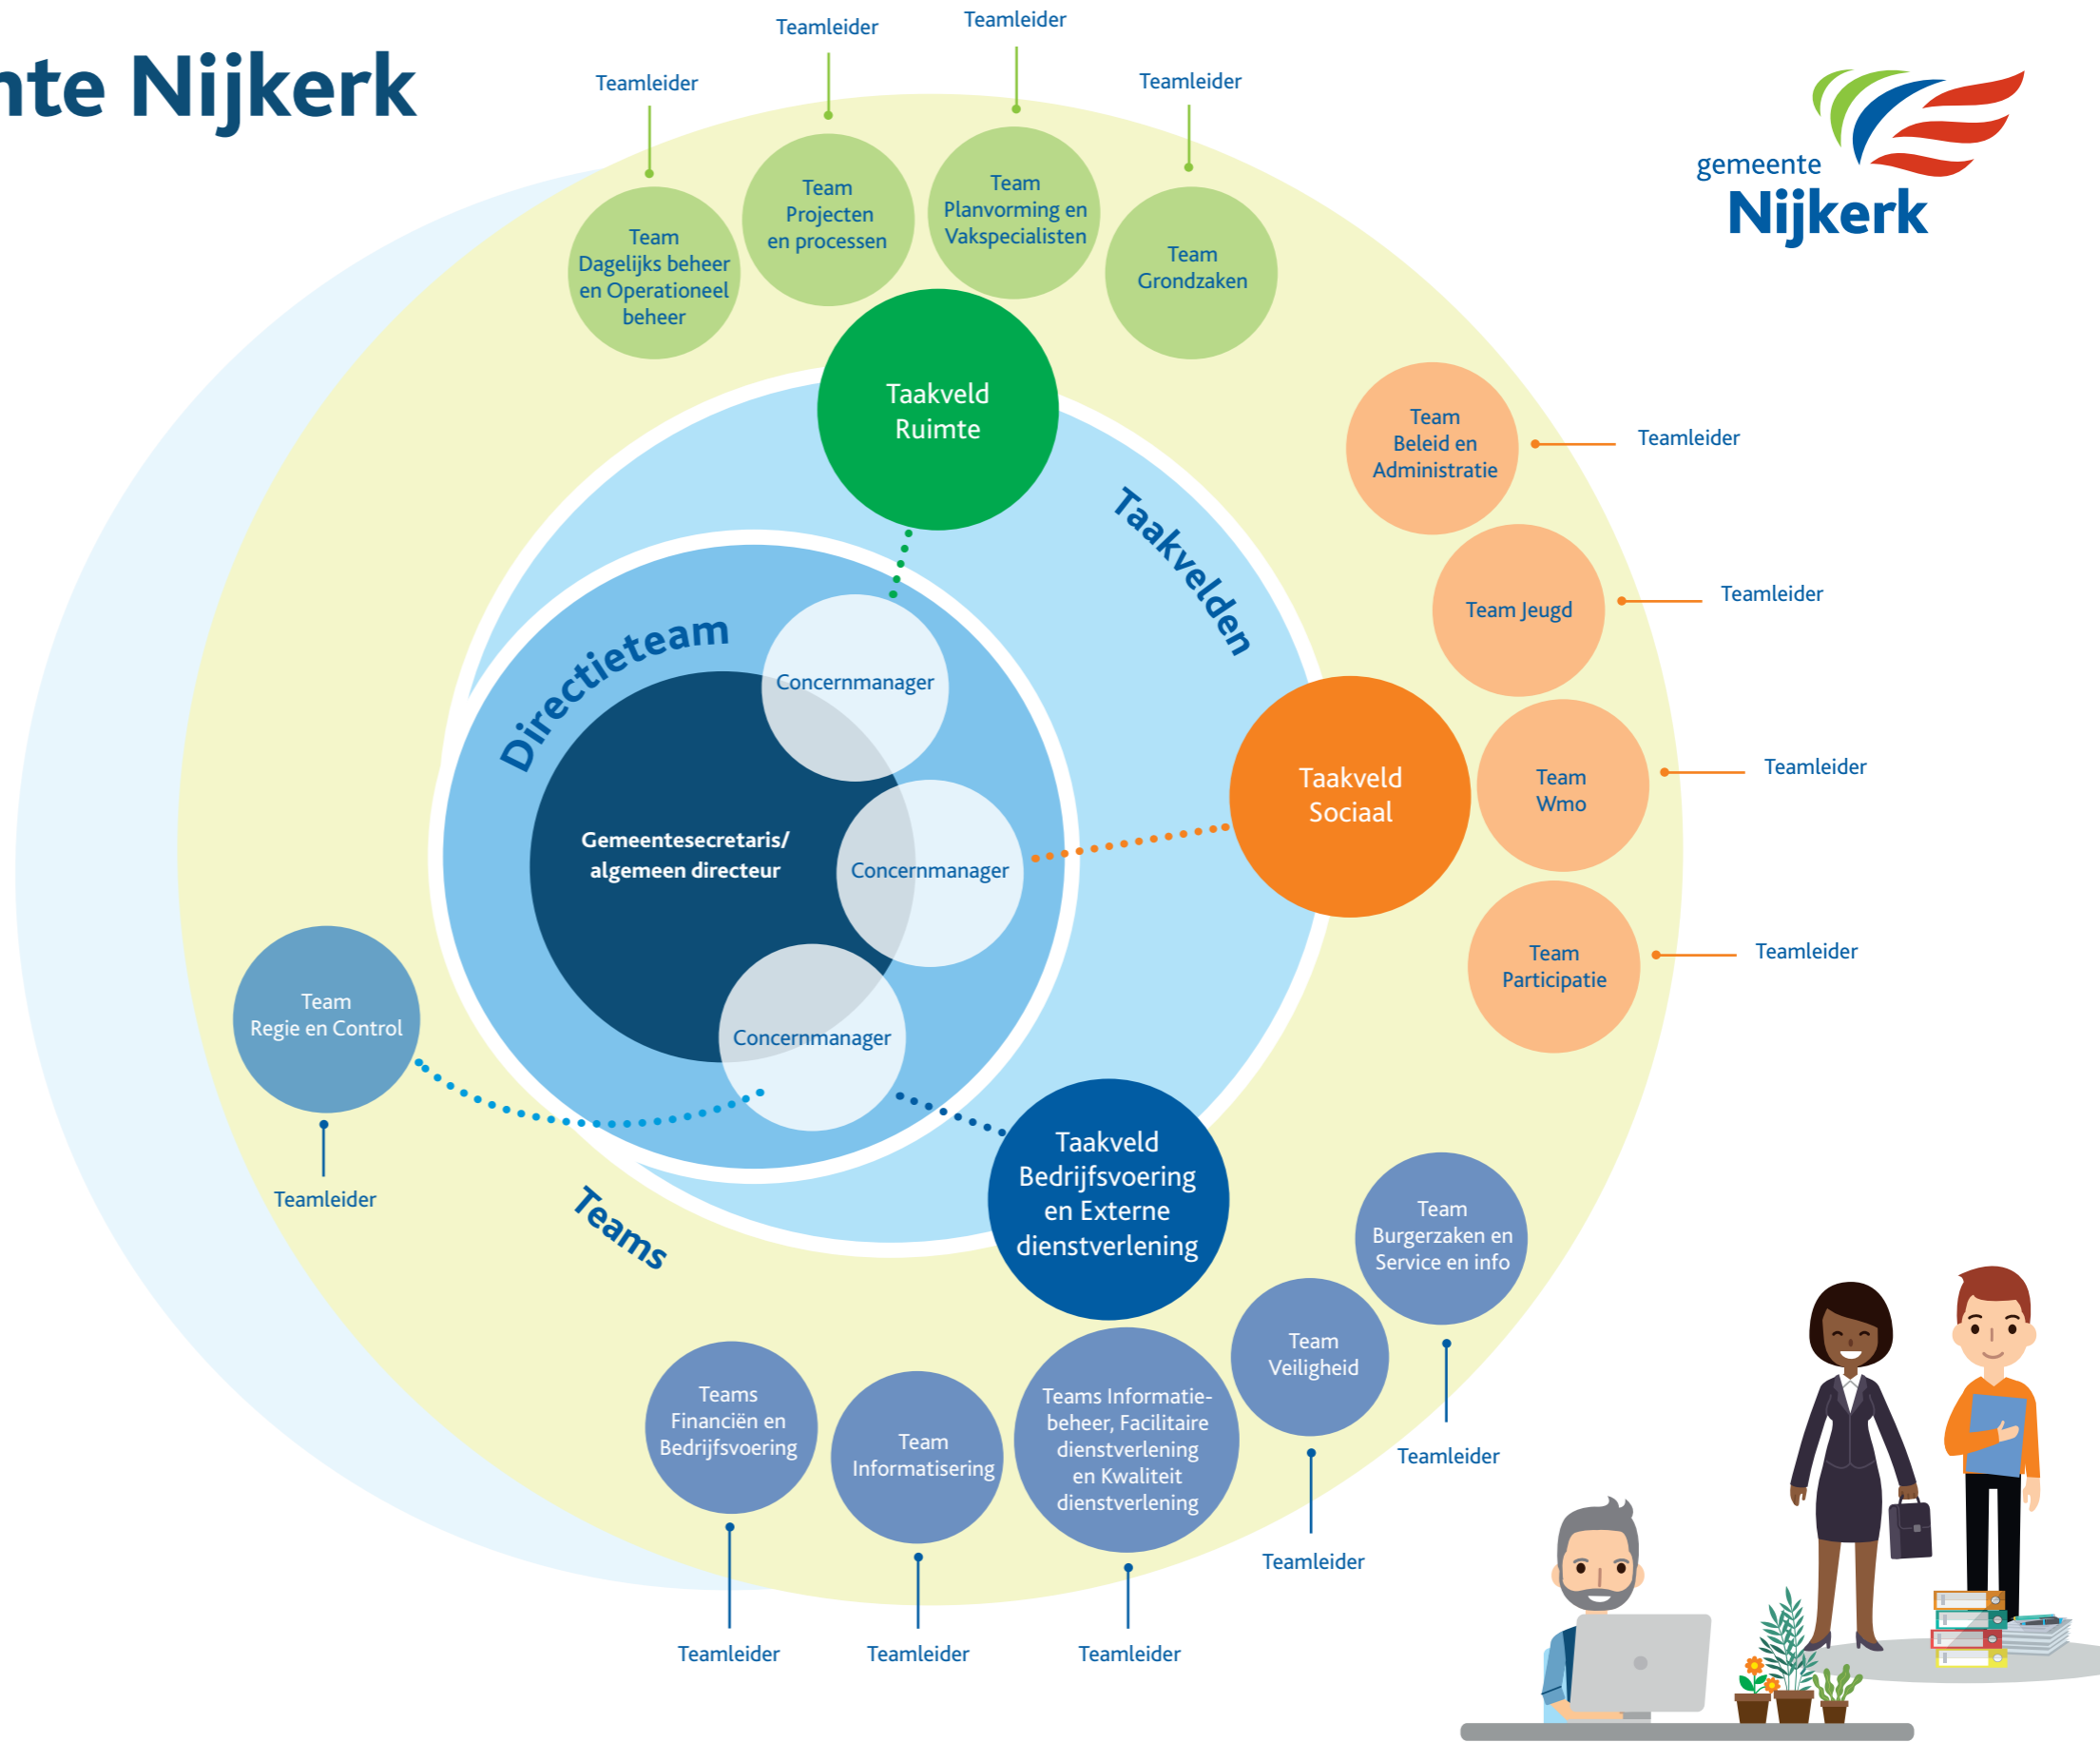 nte Nijkerk
gemeente
Nijkerk
Teamleider
Teamleider
Teamleider
Teamleider
Team
Dagelijks beheer
en Operationeel
beheer
Team
Projecten
en processen
Team
Planvorming en
Vakspecialisten
Team
Grondzaken
Taakveld
Ruimte
Taakvelden
Team
Beleid en
Administratie
Teamleider
Team Jeugd
Teamleider
Team
Wmo
Teamleider
Team
Participatie
Teamleider
Taakveld
Sociaal
Directieteam
Concernmanager
Gemeentesecretaris/
algemeen directeur
Concernmanager
Concernmanager
Team
Regie en Control
Teamleider
Teams
Taakveld
Bedrijfsvoering
en Externe
dienstverlening
Team
Burgerzaken en
Service en info
Teamleider
Team
Veiligheid
Teamleider
Teams Informatie-
beheer, Facilitaire
dienstverlening
en Kwaliteit
dienstverlening
Teamleider
Team
Informatisering
Teamleider
Teams
Financiën en
Bedrijfsvoering
Teamleider